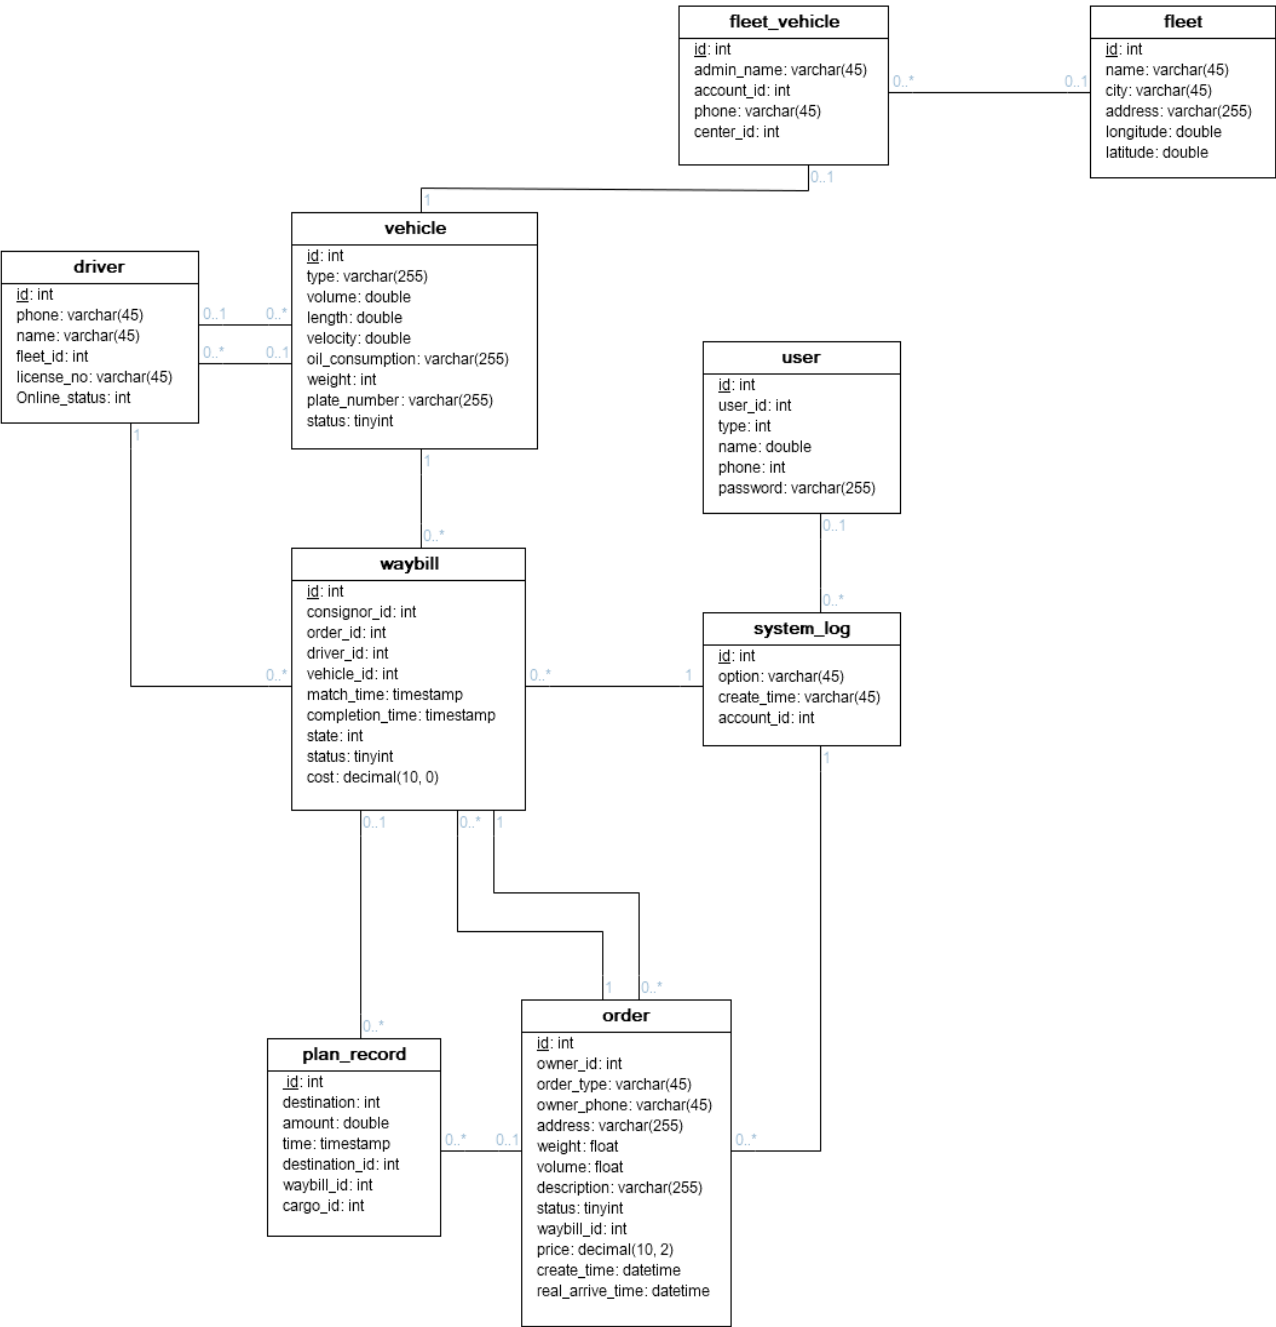 fleet_vehicle
id: int
admin_name: varchar(45)
account_id: int
phone: varchar(45)
center_id: int
fleet
id: int
name: varchar(45)
city: varchar(45)
address: varchar(255)
longitude: double
latitude: double
0..*
0..1
0..1
1
vehicle
id: int
type: varchar(255)
volume: double
length: double
velocity: double
oil_consumption: varchar(255)
weight: int
plate_number: varchar(255)
status: tinyint
driver
id: int
phone: varchar(45)
name: varchar(45)
fleet_id: int
license_no: varchar(45)
Online_status: int
0..1
0..*
0..*
0..1
1
1
0..*
user
id: int
user_id: int
type: int
name: double
phone: int
password: varchar(255)
0..1
0..*
waybill
id: int
consignor_id: int
order_id: int
driver_id: int
vehicle_id: int
match_time: timestamp
completion_time: timestamp
state: int
status: tinyint
cost: decimal(10, 0)
0..*
0..*
1
system_log
id: int
option: varchar(45)
create_time: varchar(45)
account_id: int
1
0..1
0..*
1
1
0..*
0..*
plan_record
_id: int
destination: int
amount: double
time: timestamp
destination_id: int
waybill_id: int
cargo_id: int
0..*
0..1
order
id: int
owner_id: int
order_type: varchar(45)
owner_phone: varchar(45)
address: varchar(255)
weight: float
volume: float
description: varchar(255)
status: tinyint
waybill_id: int
price: decimal(10, 2)
create_time: datetime
real_arrive_time: datetime
0..*